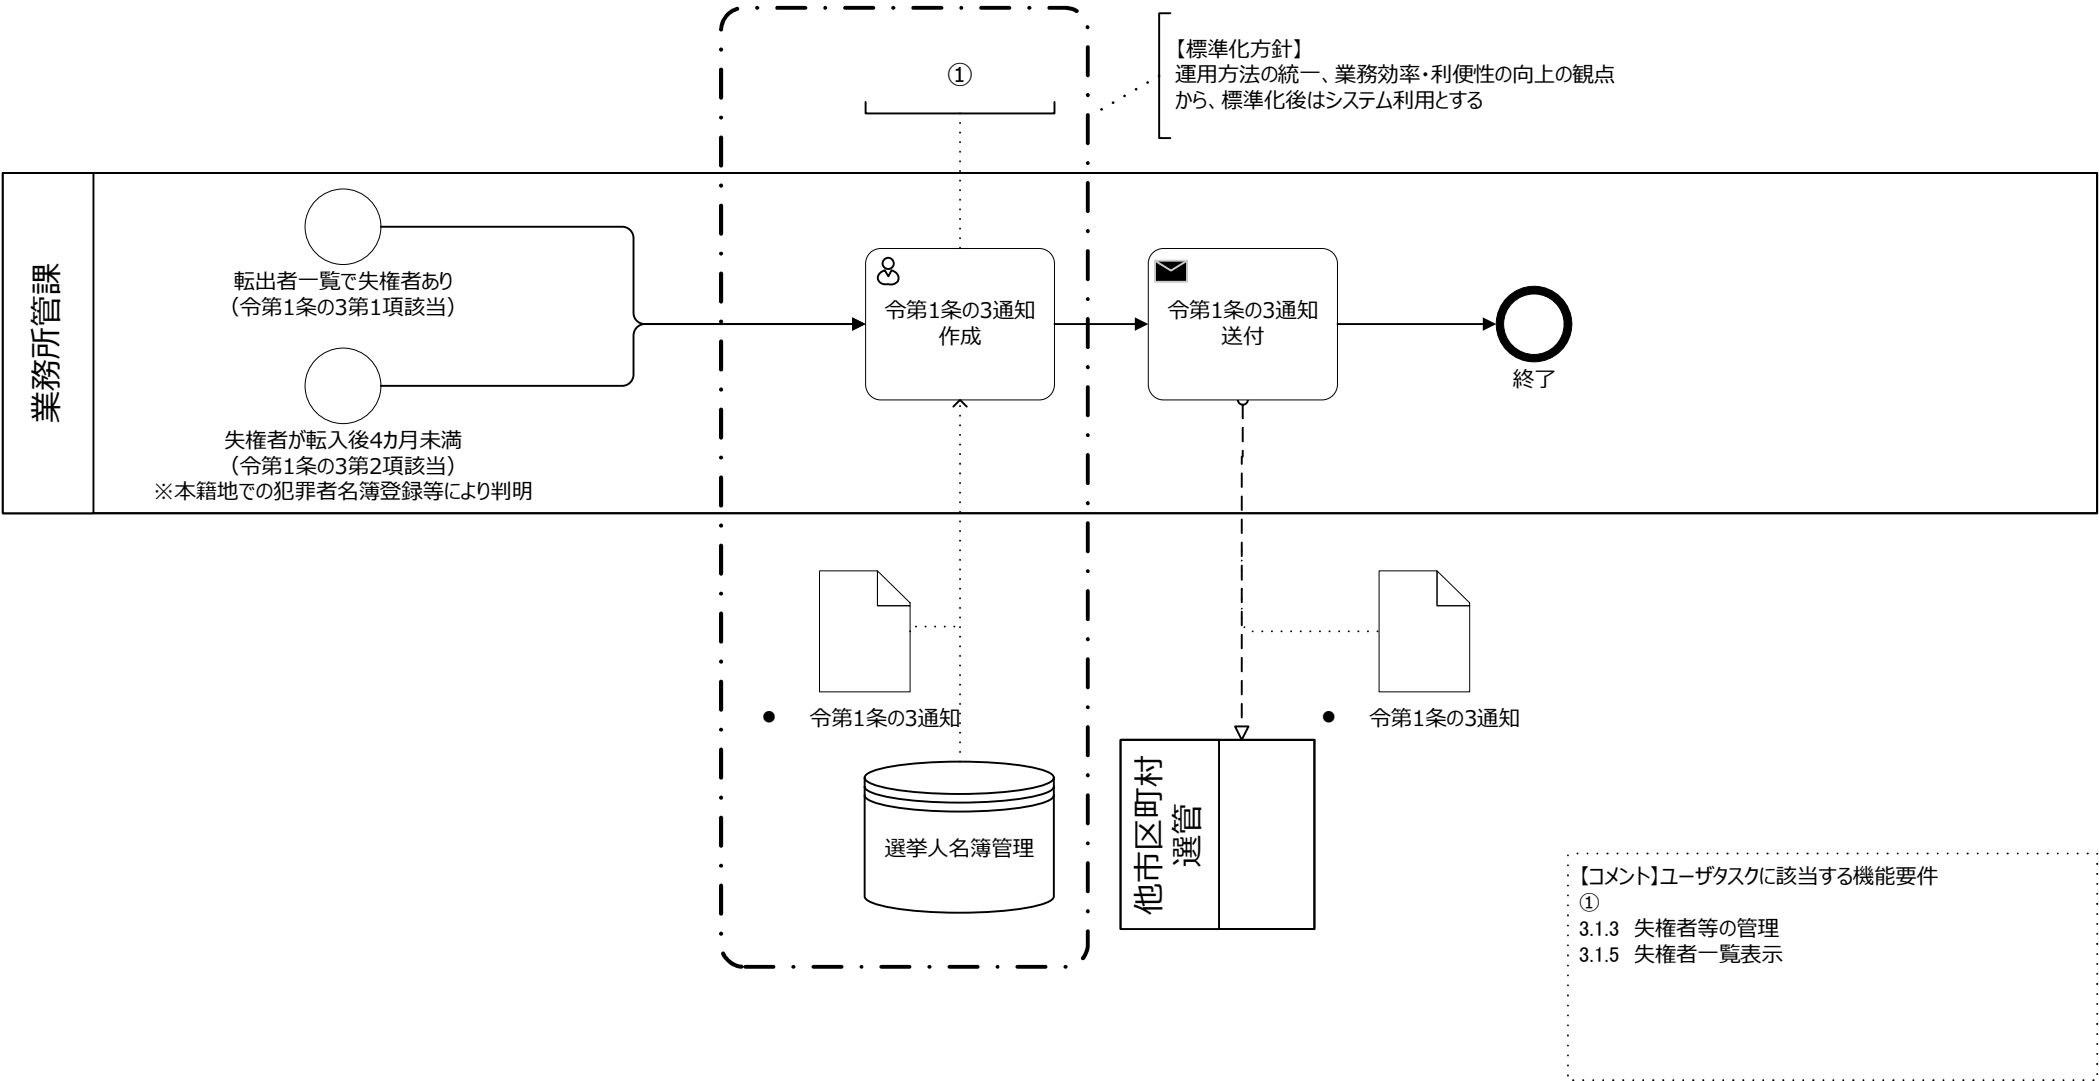 ①
【標準化方針】
運用方法の統一、業務効率・利便性の向上の観点
から、標準化後はシステム利用とする
業務所管課
転出者一覧で失権者あり
（令第1条の3第1項該当）
失権者が転入後4カ月未満
（令第1条の3第2項該当）
※本籍地での犯罪者名簿登録等により判明
令第1条の3通知
作成
令第1条の3通知
送付
終了
● 令第1条の3通知
● 令第1条の3通知
選挙人名簿管理
他市区町村
選管
【コメント】ユーザタスクに該当する機能要件
①
3.1.3 失権者等の管理
3.1.5 失権者一覧表示